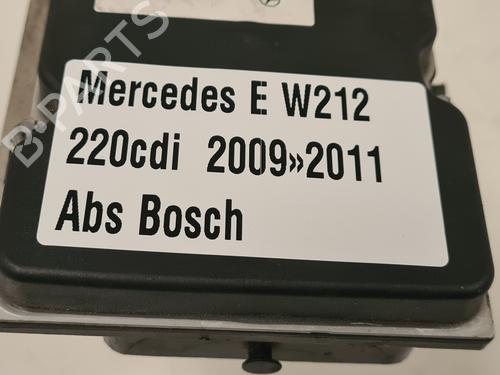 Mercedes E W212
220cdi 2009»2011
Abs Bosch
B-PARTS